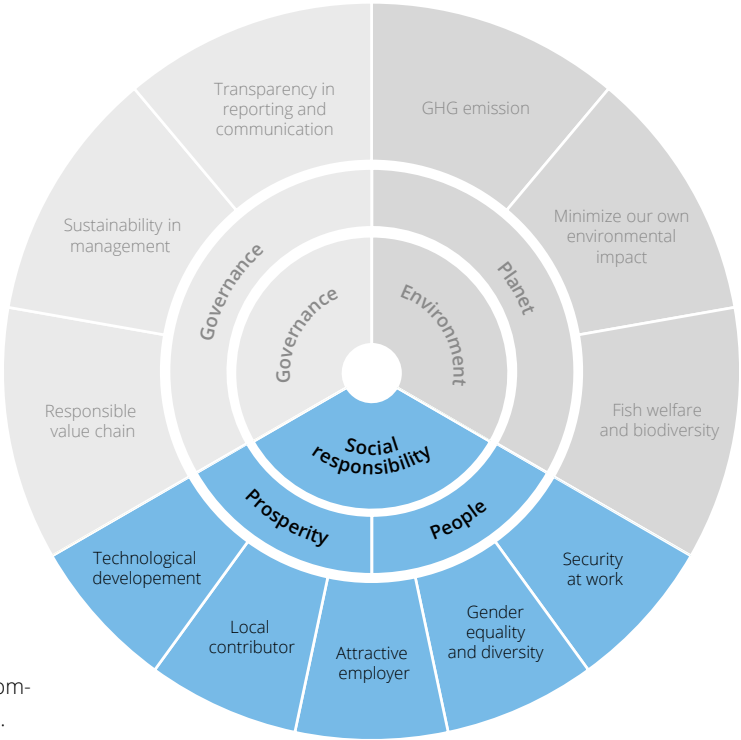 Transparency in
reporting and
communication
GHG emission
Sustainability in
management
Minimize our own
environmental
impact
Governance
Planet
Governance
Environment
Responsible
value chain
Fish welfare
and biodiversity
Social
responsibility
Prosperity
People
Technological
developement
Security
at work
Local
contributor
Attractive
employer
Gender
equality
and diversity
om-
.